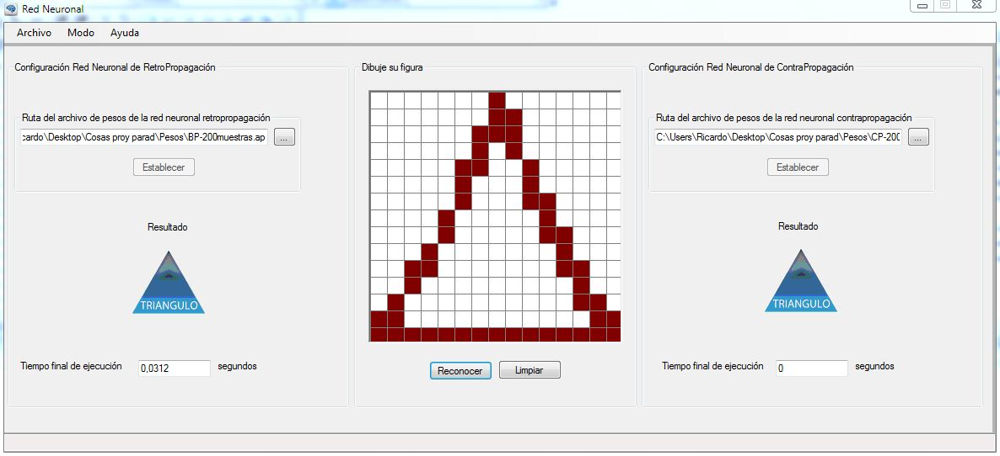 Red Neuronal
Archivo Modo Ayuda
Configuración Red Neuronal de RetroPropagación
Ruta del archivo de pesos de la red neuronal retropropagación
cardo\Desktop\Cosas proy parad\Pesos\BP-200muestras.ap ...
Establecer
Resultado
TRIANGULO
Tiempo final de ejecución 0,0312 segundos
Dibuje su figura
Reconocer Limpiar
Configuración Red Neuronal de ContraPropagación
Ruta del archivo de pesos de la red neuronal contrapropagación
C:\Users\Ricardo\Desktop\Cosas proy parad\Pesos\CP-200 ...
Establecer
Resultado
TRIANGULO
Tiempo final de ejecución 0 segundos